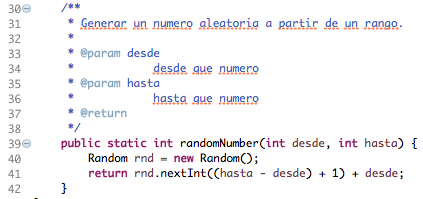 30 /**
31 * Generar un numero aleatoria a partir de un rango.
32 *
33 * @param desde
34 * desde que numero
35 * @param hasta
36 * hasta que numero
37 * @return
38 */
39 public static int randomNumber(int desde, int hasta) {
40 Random rnd = new Random();
41 return rnd.nextInt((hasta - desde) + 1) + desde;
42 }